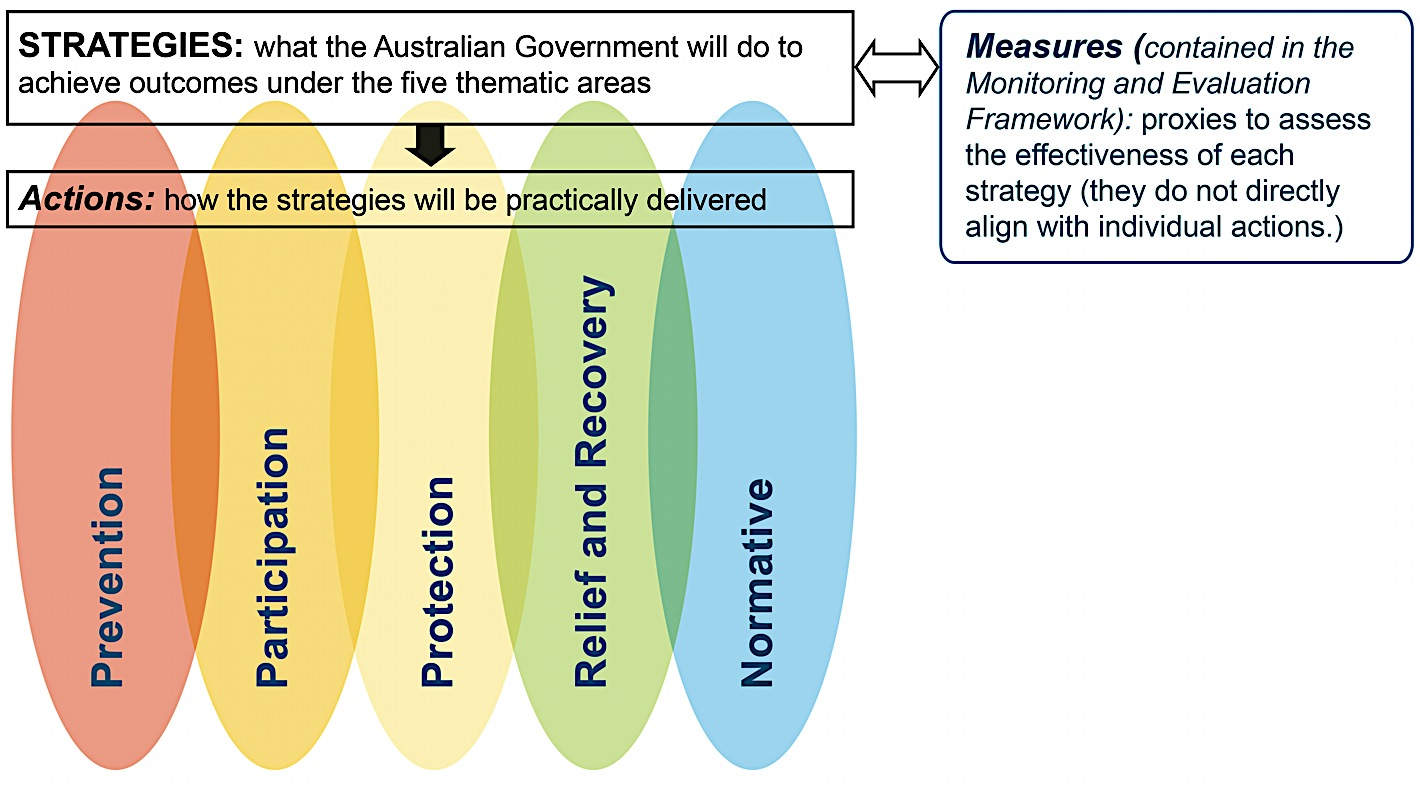 STRATEGIES: what the Australian Government will do to
achieve outcomes under the five thematic areas
Measures (contained in the
Monitoring and Evaluation
Framework): proxies to assess
the effectiveness of each
strategy (they do not directly
align with individual actions.)
Actions: how the strategies will be practically delivered
Prevention
Participation
Protection
Relief and Recovery
Normative